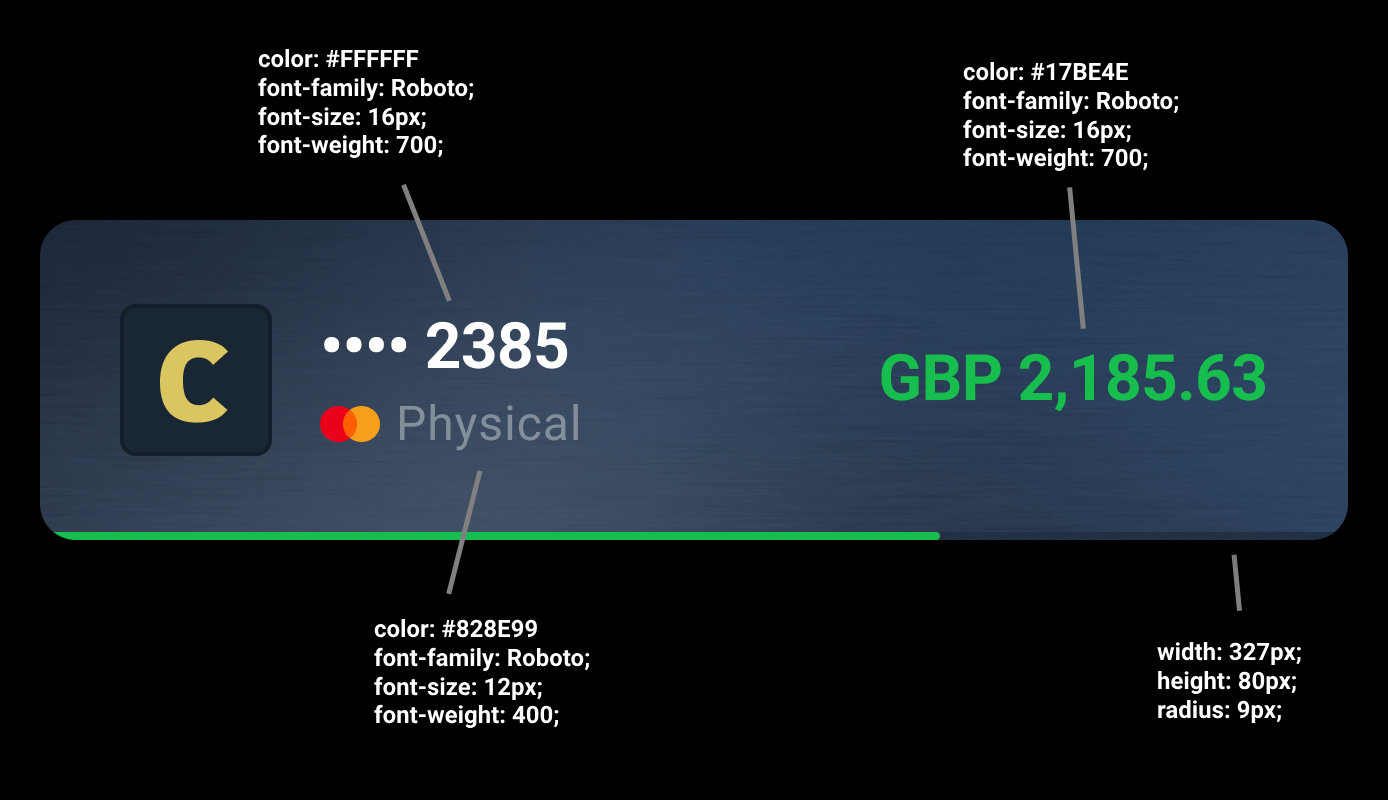 color: #FFFFFF
font-family: Roboto;
font-size: 16px;
font-weight: 700;
color: #17BE4E
font-family: Roboto;
font-size: 16px;
font-weight: 700;
C
•••• 2385
Physical
GBP 2,185.63
color: #828E99
font-family: Roboto;
font-size: 12px;
font-weight: 400;
width: 327px;
height: 80px;
radius: 9px;